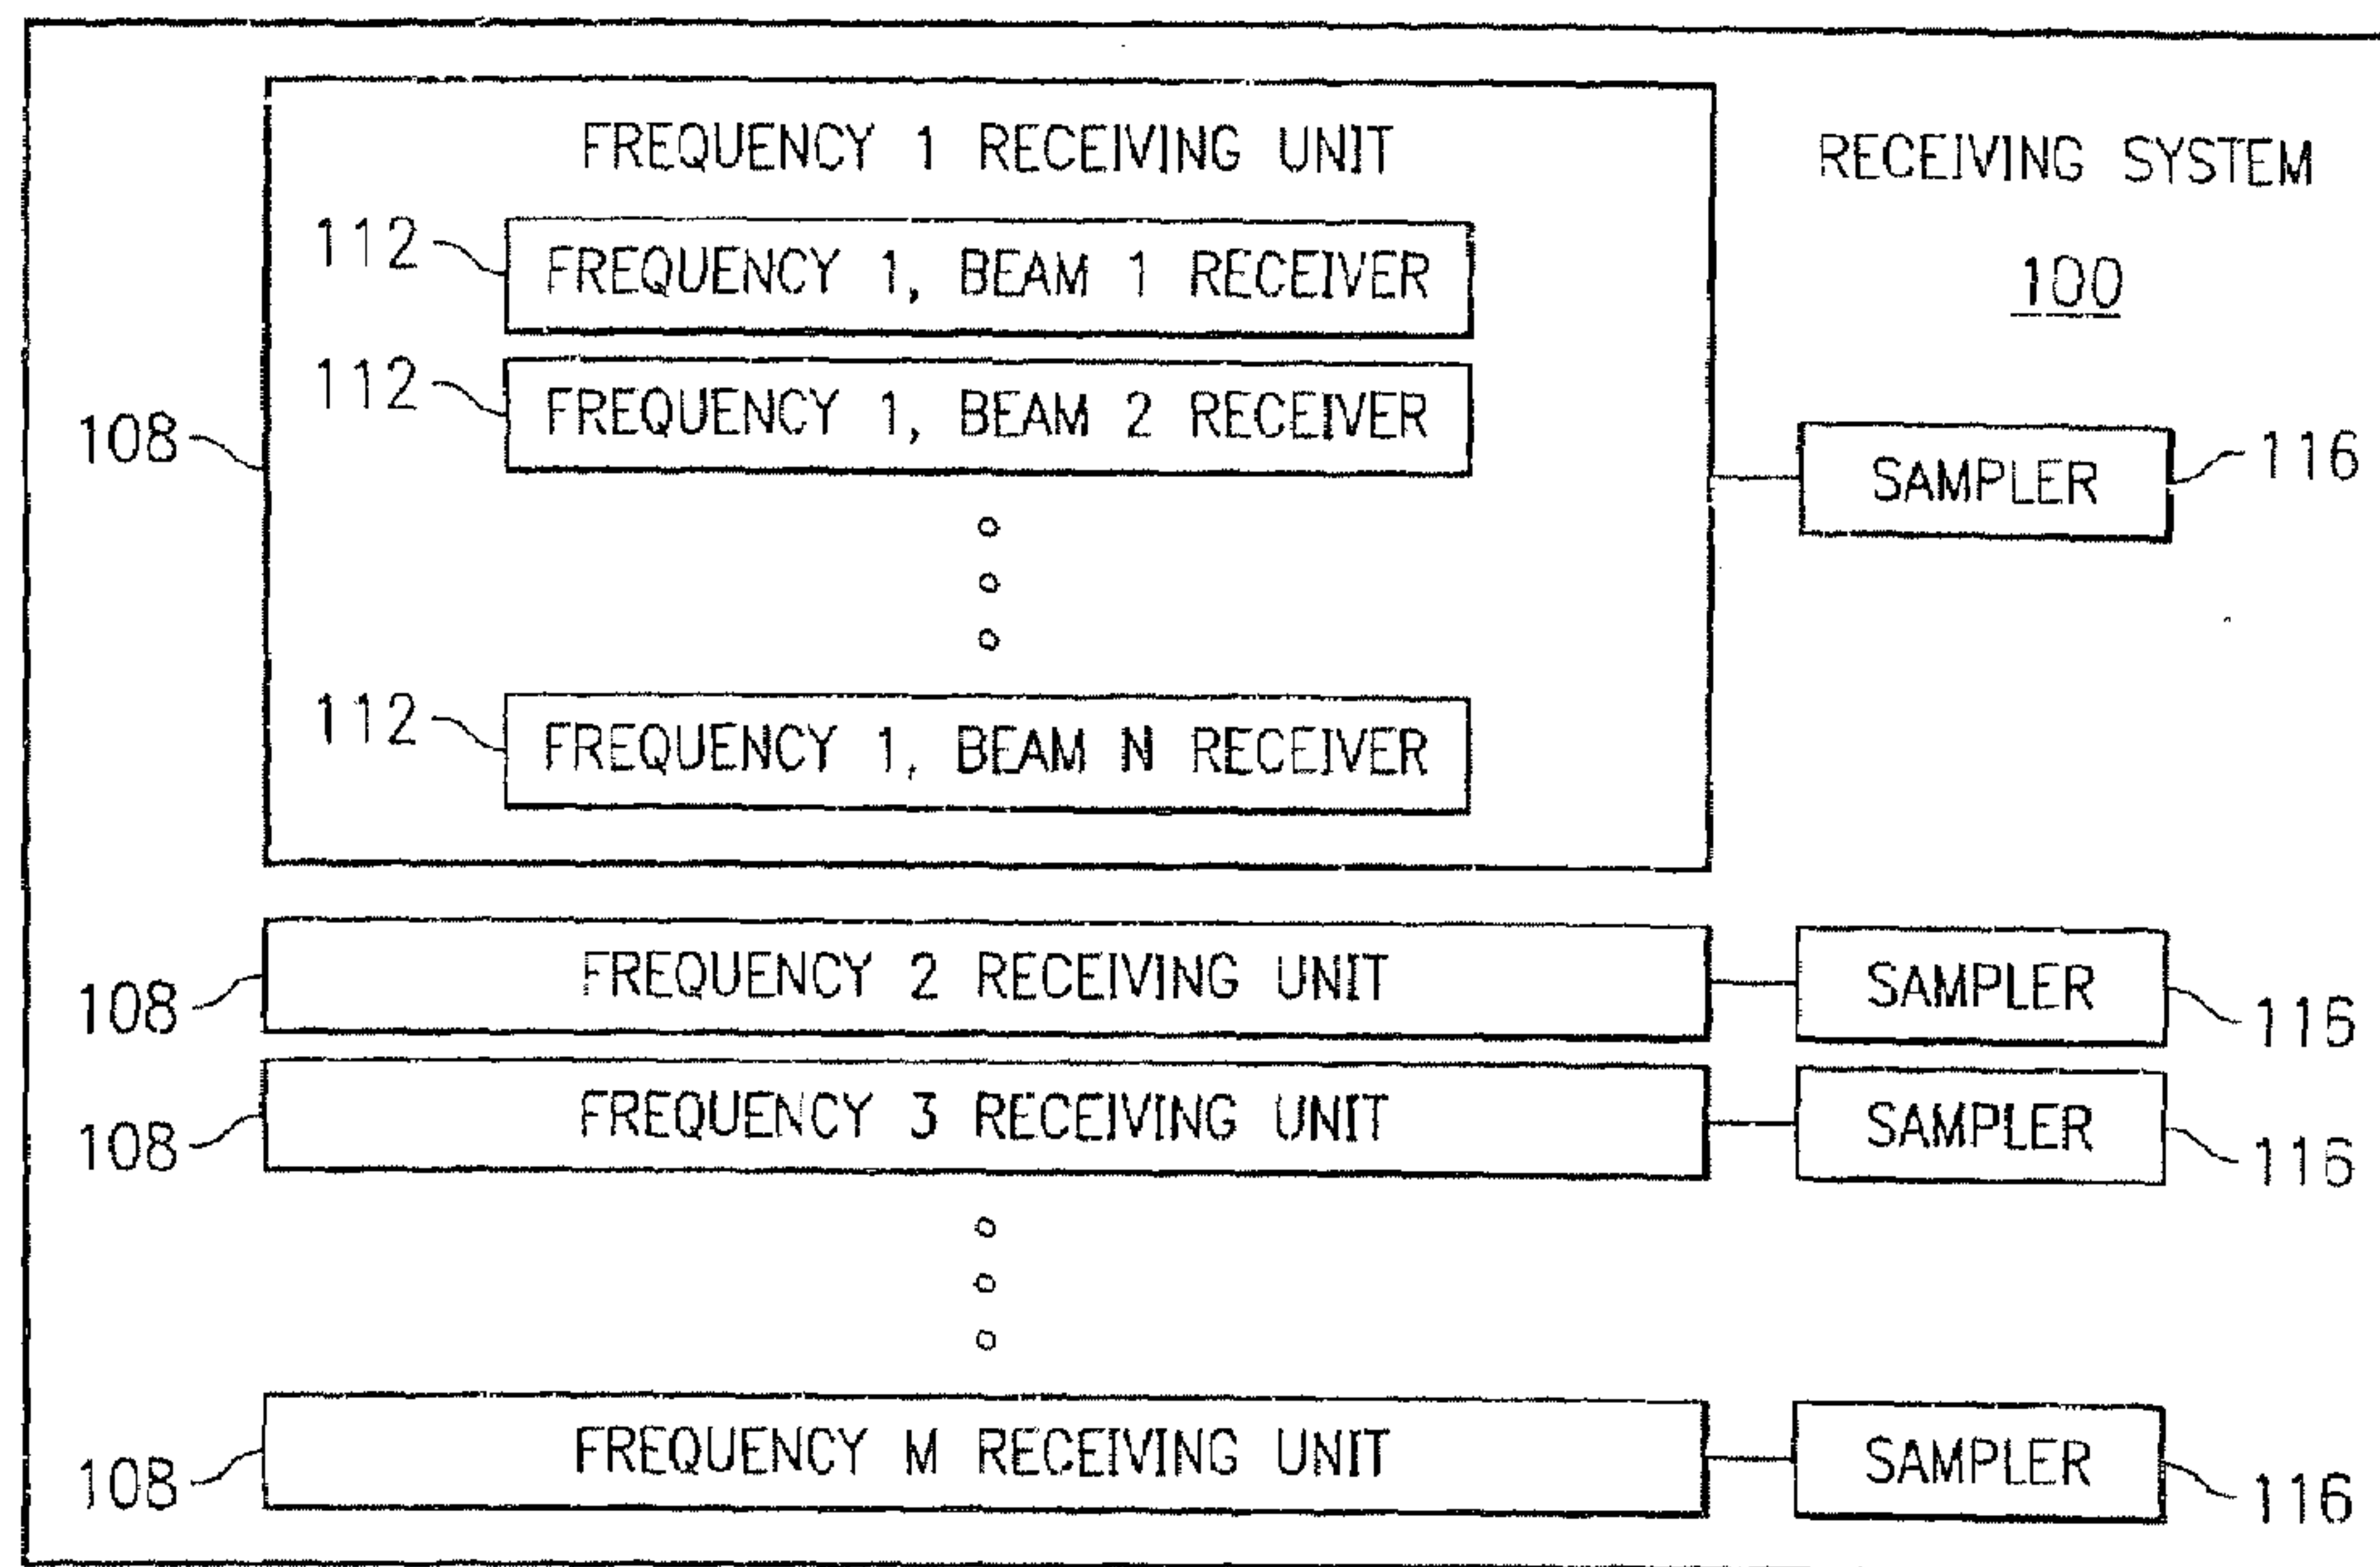 FREQUENCY 1 RECEIVING UNIT
RECEIVING SYSTEM
100
112
FREQUENCY 1, BEAM 1 RECEIVER
112
FREQUENCY 1, BEAM 2 RECEIVER
108
SAMPLER
116
112
FREQUENCY 1, BEAM N RECEIVER
108
FREQUENCY 2 RECEIVING UNIT
SAMPLER
116
108
FREQUENCY 3 RECEIVING UNIT
SAMPLER
116
108
FREQUENCY M RECEIVING UNIT
SAMPLER
116